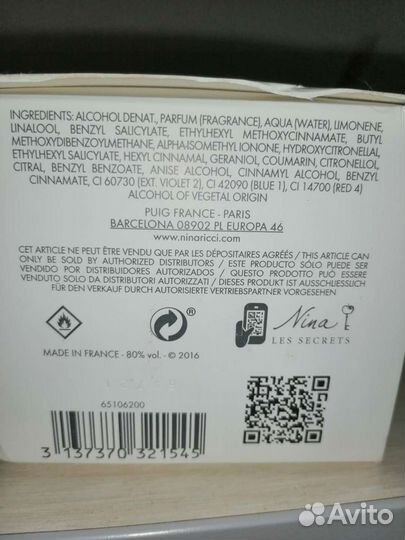 INGREDIENTS: ALCOHOL DENAT., PARFUM (FRAGRANCE), AQUA (WATER), LIMONENE,
LINALOOL, BENZYL SALICYLATE, ETHYLHEXYL METHOXYCINNAMATE, BUTYL
METHOXYDIBENZOYLMETHANE, ALPHA-ISOMETHYL IONONE, HYDROXYCITRONELLAL,
ETHYLHEXYL SALICYLATE, HEXYL CINNAMAL, GERANIOL, COUMARIN, CITRONELLOL,
CITRAL, BENZYL BENZOATE, ANISE ALCOHOL, CINNAMYL ALCOHOL, BENZYL
CINNAMATE, CI 60730 (EXT. VIOLET 2), CI 42090 (BLUE 1), CI 14700 (RED 4)
ALCOHOL OF VEGETAL ORIGIN
PUIG FRANCE - PARIS
BARCELONA 08902 PL EUROPA 46
www.ninaricci.com
CET ARTICLE NE PEUT ÊTRE VENDU QUE PAR LES DÉPOSITAIRES AGRÉÉS / THIS ARTICLE CAN
ONLY BE SOLD BY AUTHORIZED DISTRIBUTORS / ESTE PRODUCTO SÓLO PUEDE SER
VENDIDO POR DISTRIBUIDORES AUTORIZADOS / QUESTO PRODOTTO PUÒ ESSERE
VENDUTO SOLO DA DISTRIBUTORI AUTORIZZATI / DIESES PRODUKT IST AUSSCHLIESSLICH
FÜR DEN VERKAUF DURCH AUTORISIERTE VERTRIEBSPARTNER VORGESEHEN
Nina
LES SECRETS
MADE IN FRANCE - 80% vol. - © 2016
65106200
3 137370 321545
Avito